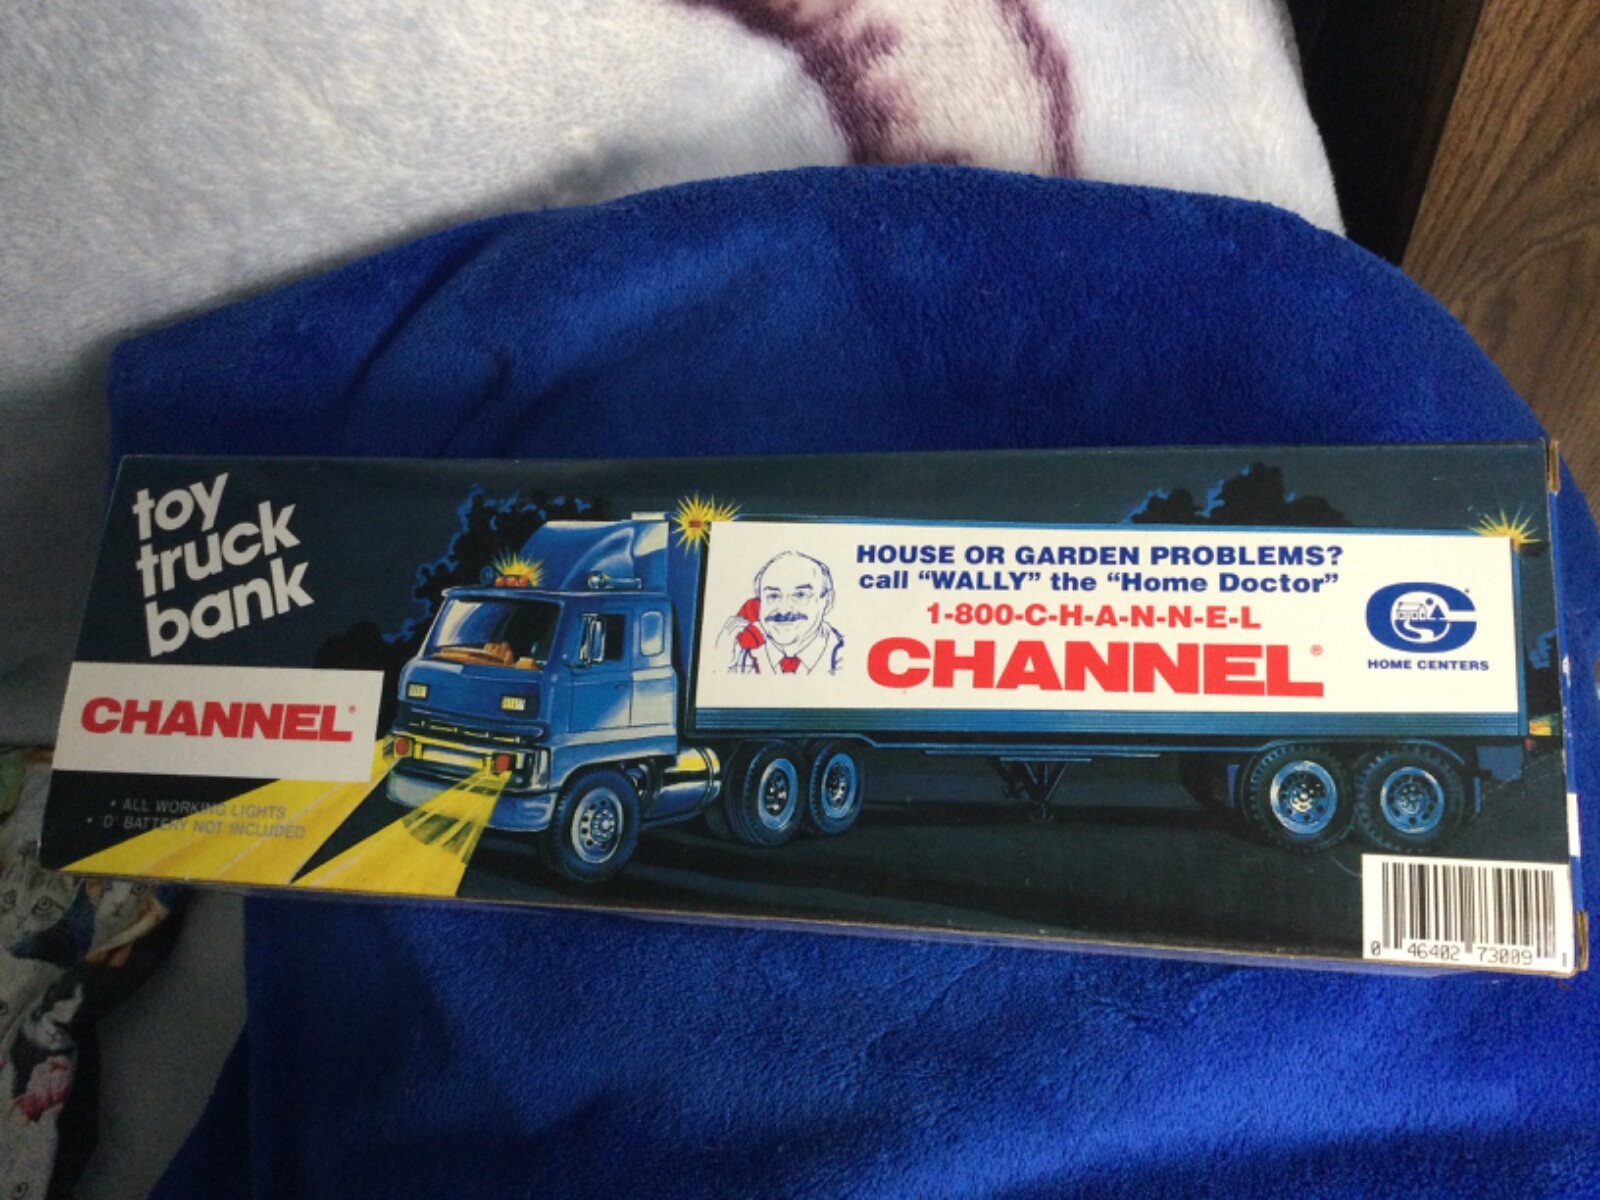 toy
truck
bank
CHANNEL®
• ALL WORKING LIGHTS
• 'D' BATTERY NOT INCLUDED
HOUSE OR GARDEN PROBLEMS?
call “WALLY” the “Home Doctor”
1-800-C-H-A-N-N-E-L
CHANNEL®
HOME CENTERS
0 46402 73009 1